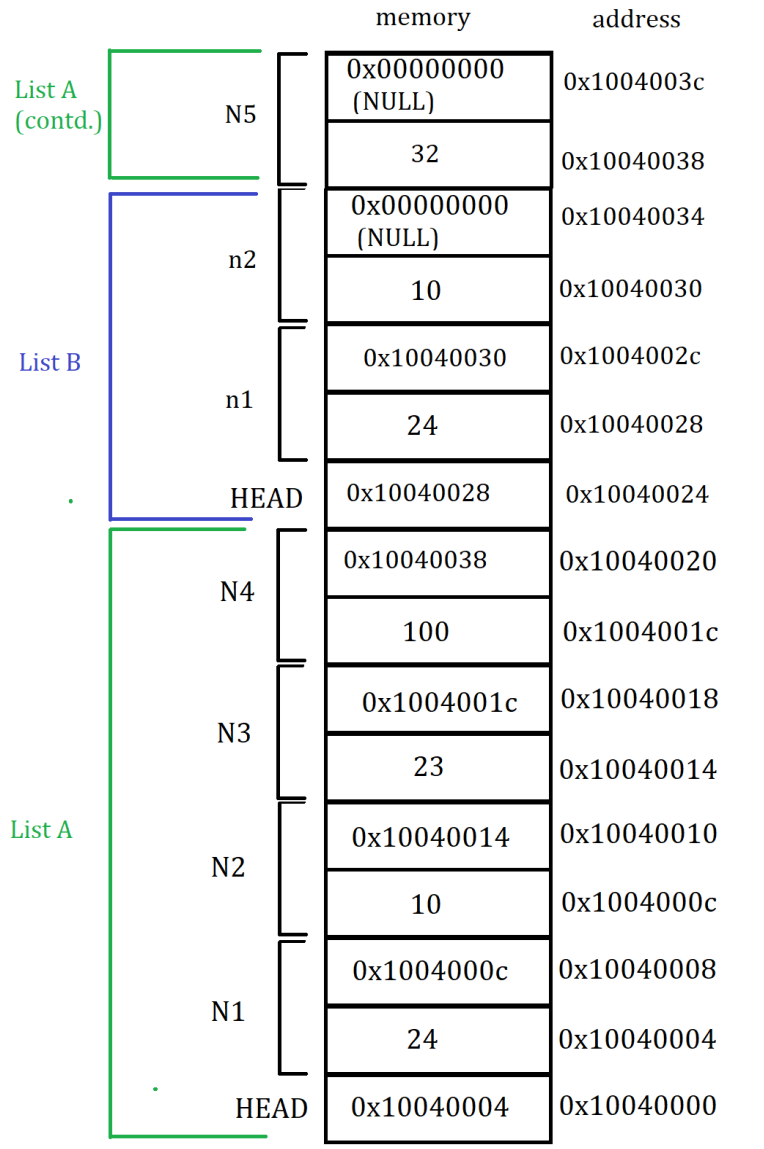 memory address
0x00000000 0x1004003c
(NULL)
List A
(contd.)
N5
32 0x10040038
0x00000000 0x10040034
(NULL)
n2
10 0x10040030
List B
0x10040030 0x1004002c
n1
24 0x10040028
HEAD 0x10040028 0x10040024
0x10040038 0x10040020
N4
100 0x1004001c
0x1004001c 0x10040018
N3
23 0x10040014
List A
0x10040014 0x10040010
N2
10 0x1004000c
0x1004000c 0x10040008
N1
24 0x10040004
HEAD 0x10040004 0x10040000